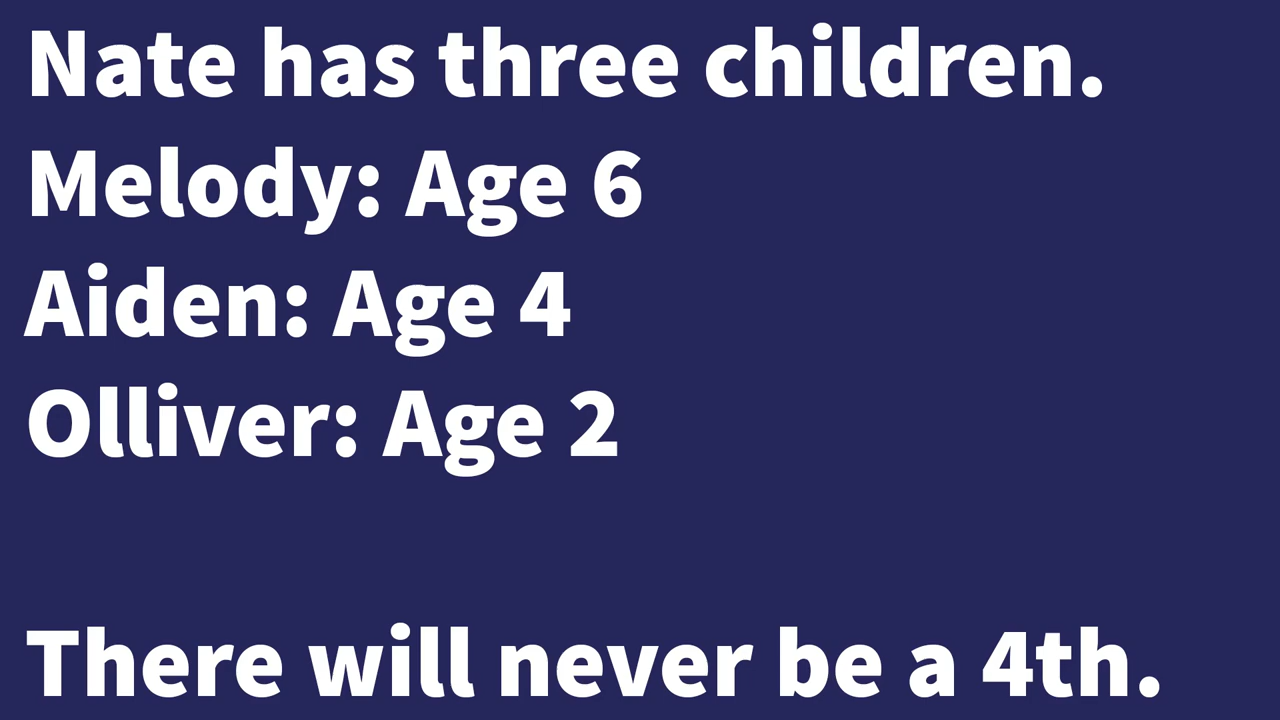 Nate has three children.
Melody: Age 6
Aiden: Age 4
Olliver: Age 2
There will never be a 4th.